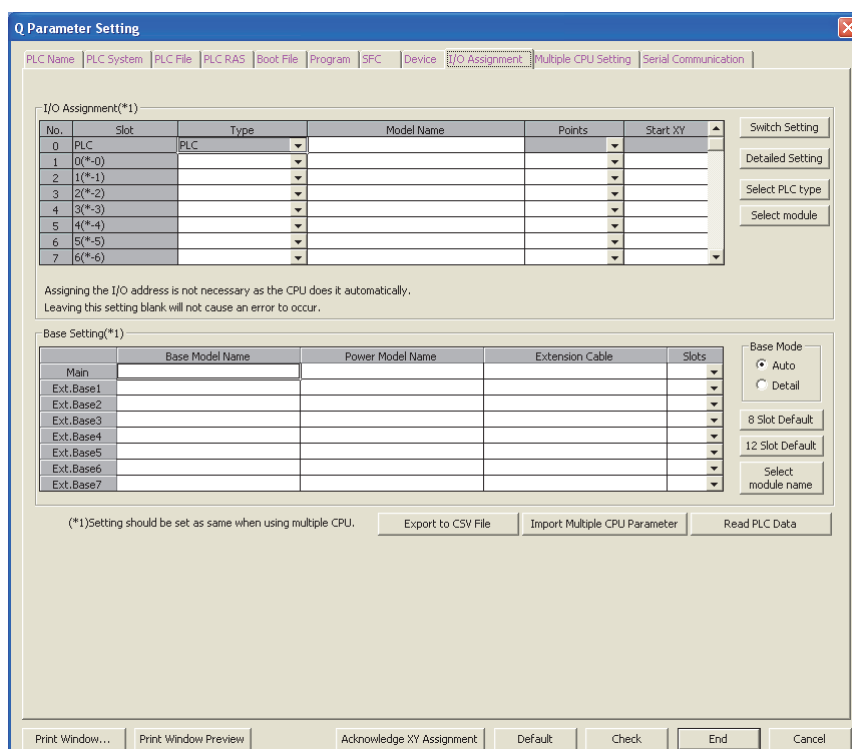 Q Parameter Setting
PLC Name PLC System PLC File PLC RAS Boot File Program SFC Device I/O Assignment Multiple CPU Setting Serial Communication
I/O Assignment(*1)
No. Slot Type Model Name Points Start XY
0 PLC PLC
1 0(*-0)
2 1(*-1)
3 2(*-2)
4 3(*-3)
5 4(*-4)
6 5(*-5)
7 6(*-6)
Switch Setting
Detailed Setting
Select PLC type
Select module
Assigning the I/O address is not necessary as the CPU does it automatically.
Leaving this setting blank will not cause an error to occur.
Base Setting(*1)
Base Model Name Power Model Name Extension Cable Slots
Main
Ext.Base1
Ext.Base2
Ext.Base3
Ext.Base4
Ext.Base5
Ext.Base6
Ext.Base7
Base Mode
Auto
Detail
8 Slot Default
12 Slot Default
Select
module name
(*1)Setting should be set as same when using multiple CPU.
Export to CSV File Import Multiple CPU Parameter Read PLC Data
Print Window... Print Window Preview Acknowledge XY Assignment Default Check End Cancel